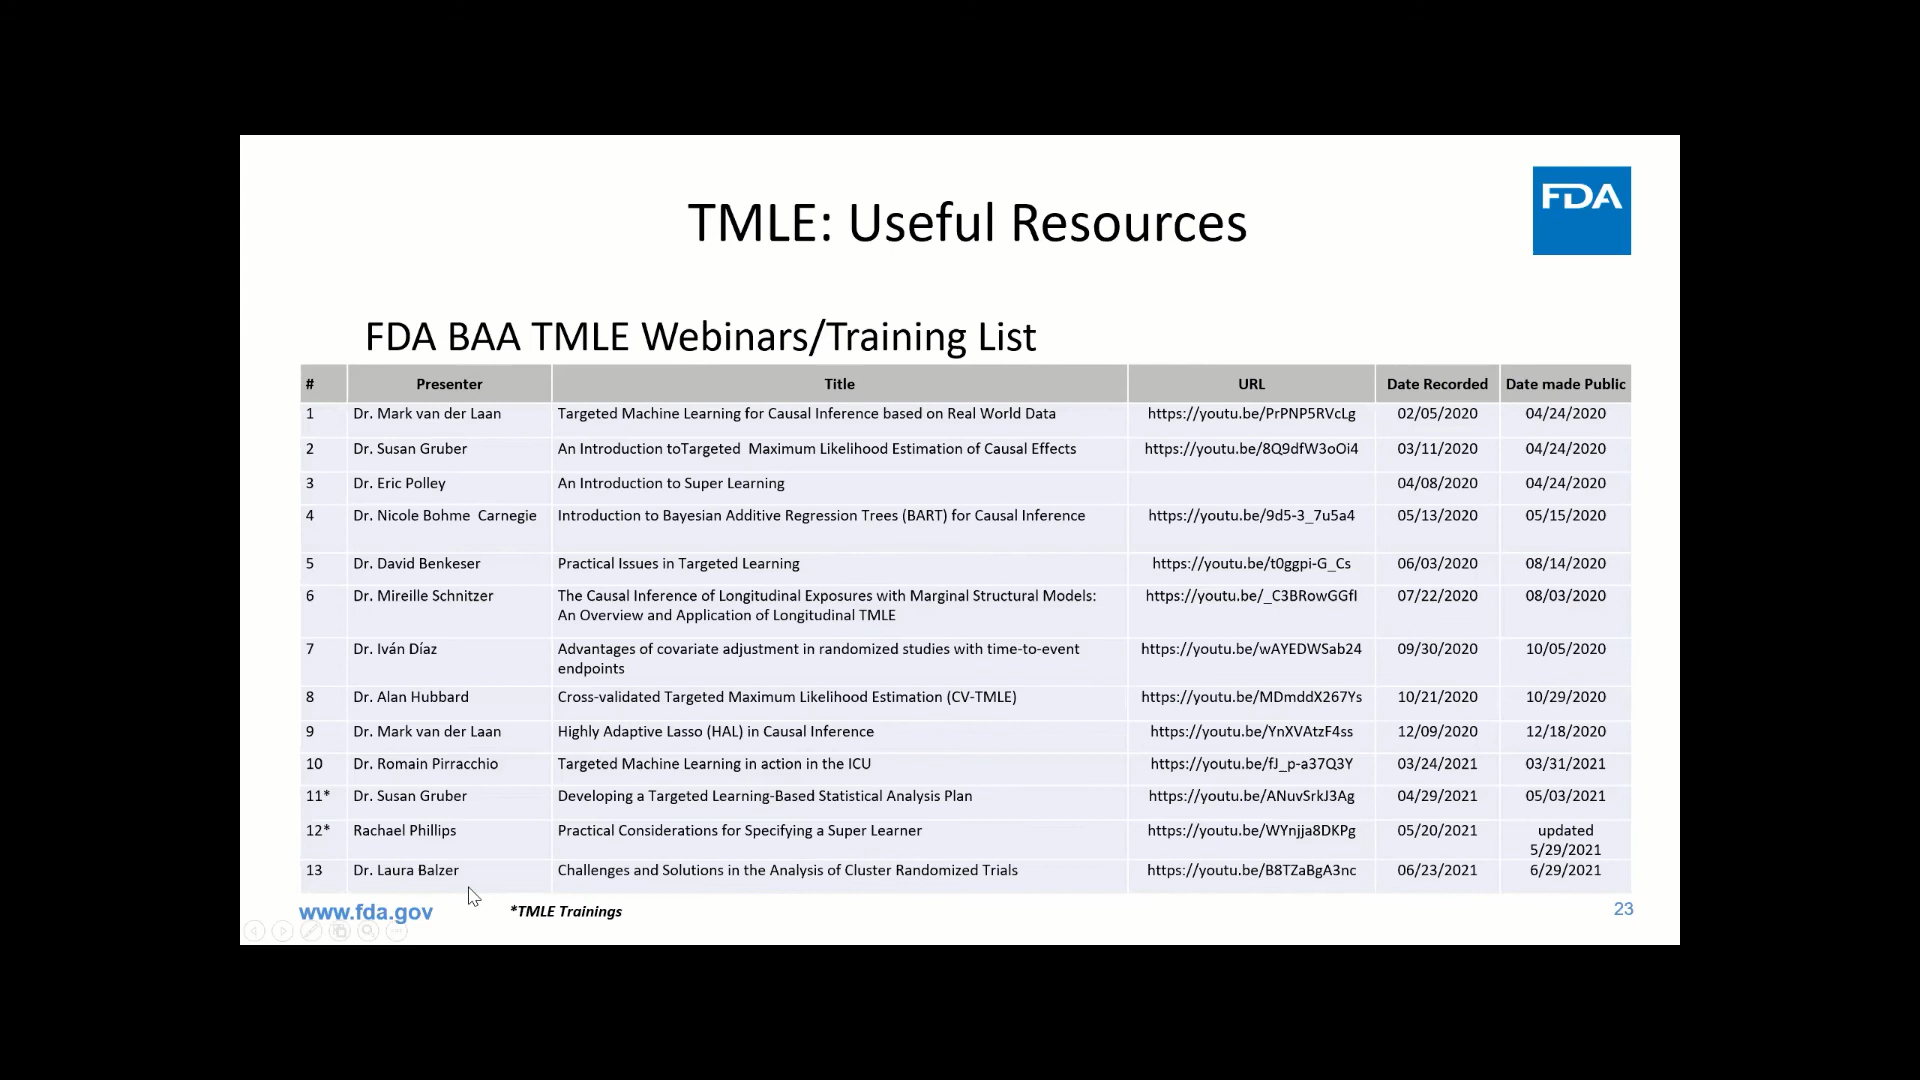 FDA
TMLE: Useful Resources
FDA BAA TMLE Webinars/Training List
# Presenter Title URL Date Recorded Date made Public
1 Dr. Mark van der Laan Targeted Machine Learning for Causal Inference based on Real World Data https://youtu.be/PrPNP5RVcLg 02/05/2020 04/24/2020
2 Dr. Susan Gruber An Introduction toTargeted Maximum Likelihood Estimation of Causal Effects https://youtu.be/8Q9dfW3oOi4 03/11/2020 04/24/2020
3 Dr. Eric Polley An Introduction to Super Learning 04/08/2020 04/24/2020
4 Dr. Nicole Bohme Carnegie Introduction to Bayesian Additive Regression Trees (BART) for Causal Inference https://youtu.be/9d5-3_7u5a4 05/13/2020 05/15/2020
5 Dr. David Benkeser Practical Issues in Targeted Learning https://youtu.be/t0ggpi-G_Cs 06/03/2020 08/14/2020
6 Dr. Mireille Schnitzer The Causal Inference of Longitudinal Exposures with Marginal Structural Models: https://youtu.be/_C3BRowGGfI 07/22/2020 08/03/2020
An Overview and Application of Longitudinal TMLE
7 Dr. Iván Díaz Advantages of covariate adjustment in randomized studies with time-to-event https://youtu.be/wAYEDWSab24 09/30/2020 10/05/2020
endpoints
8 Dr. Alan Hubbard Cross-validated Targeted Maximum Likelihood Estimation (CV-TMLE) https://youtu.be/MDmddX267Ys 10/21/2020 10/29/2020
9 Dr. Mark van der Laan Highly Adaptive Lasso (HAL) in Causal Inference https://youtu.be/YnXVAtzF4ss 12/09/2020 12/18/2020
10 Dr. Romain Pirracchio Targeted Machine Learning in action in the ICU https://youtu.be/fJ_p-a37Q3Y 03/24/2021 03/31/2021
11* Dr. Susan Gruber Developing a Targeted Learning-Based Statistical Analysis Plan https://youtu.be/ANuvSrkJ3Ag 04/29/2021 05/03/2021
12* Rachael Phillips Practical Considerations for Specifying a Super Learner https://youtu.be/WYnjja8DKPg 05/20/2021 updated
5/29/2021
13 Dr. Laura Balzer Challenges and Solutions in the Analysis of Cluster Randomized Trials https://youtu.be/B8TZaBgA3nc 06/23/2021 6/29/2021
www.fda.gov *TMLE Trainings 23